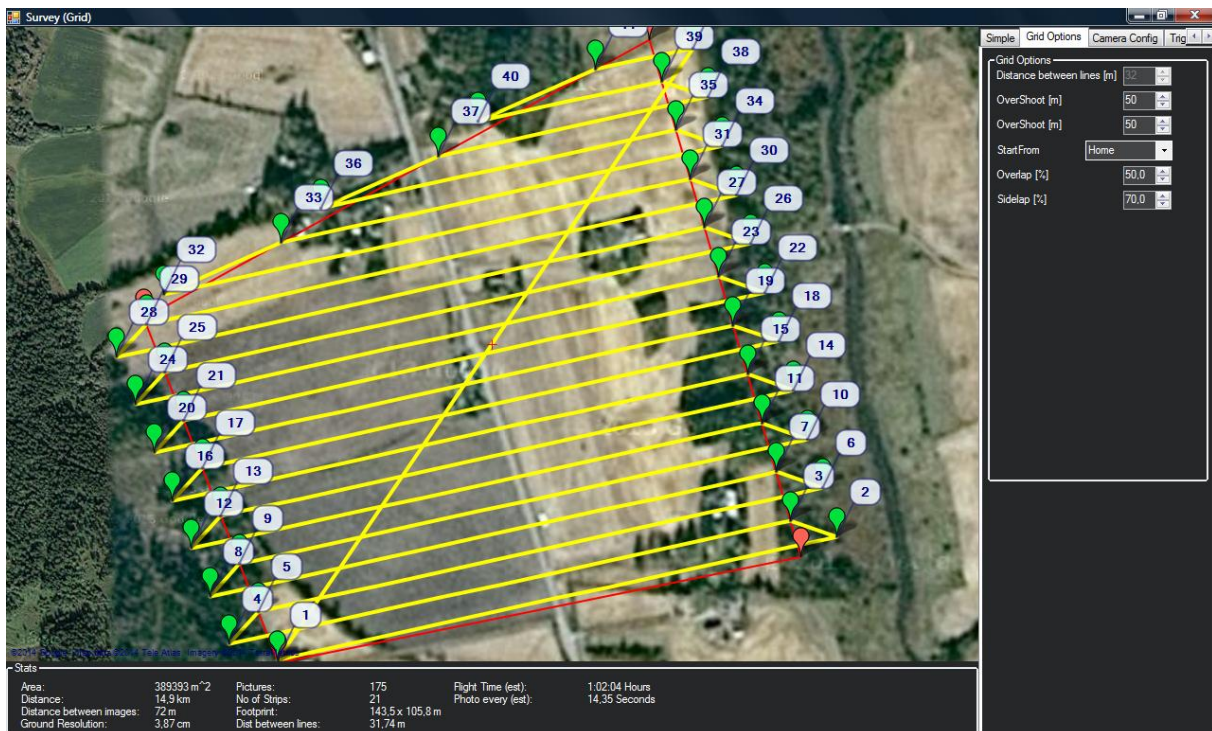 Survey (Grid)
39
38
40
35
34
37
31
30
36
27
26
33
23
22
32
19
18
29
28
15
14
25
24
11
10
21
20
7
6
17
16
3
2
13
12
9
8
5
4
1
Simple Grid Options Camera Config Trig
Grid Options
Distance between lines [m] 32
OverShoot [m] 50
OverShoot [m] 50
StartFrom Home
Overlap [%] 50,0
Sidelap [%] 70,0
Stats
Area: 389393 m^2 Pictures: 175 Flight Time (est): 1:02:04 Hours
Distance: 14,9 km No of Strips: 21 Photo every (est): 14,35 Seconds
Distance between images: 72 m Footprint: 143,5 x 105,8 m
Ground Resolution: 3,87 cm Dist between lines: 31,74 m